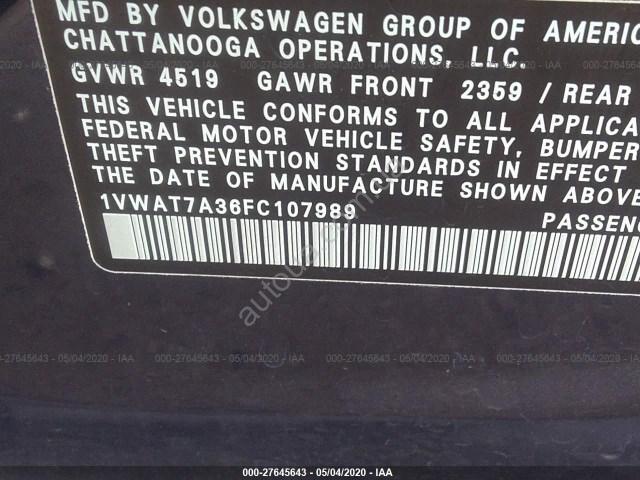 MFD BY VOLKSWAGEN GROUP OF AMERIC
CHATTANOOGA OPERATIONS, LLC.
GVWR 4519 GAWR FRONT 2359 / REAR
THIS VEHICLE CONFORMS TO ALL APPLICA
FEDERAL MOTOR VEHICLE SAFETY, BUMPER
THEFT PREVENTION STANDARDS IN EFFECT
THE DATE OF MANUFACTURE SHOWN ABOVE
1VWAT7A36FC107989
PASSENG
000-27645643 - 05/04/2020 - IAA